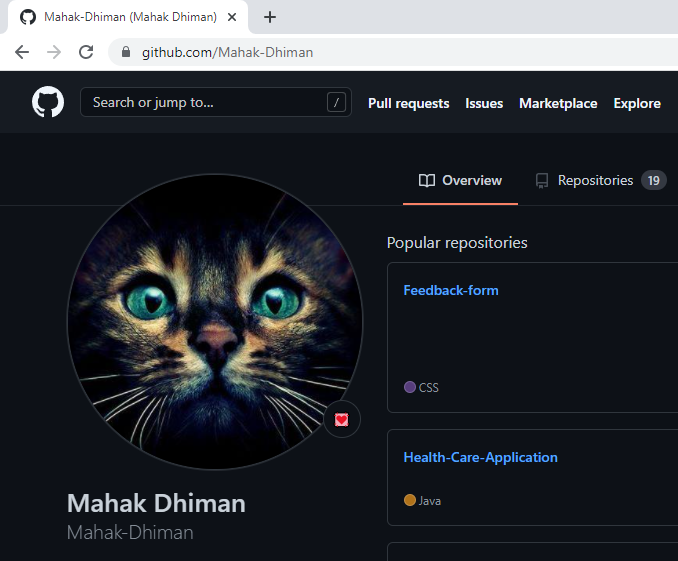 Mahak-Dhiman (Mahak Dhiman)
github.com/Mahak-Dhiman
Search or jump to... /
Pull requests Issues Marketplace Explore
Overview Repositories 19
Popular repositories
Feedback-form
CSS
Health-Care-Application
Java
Mahak Dhiman
Mahak-Dhiman